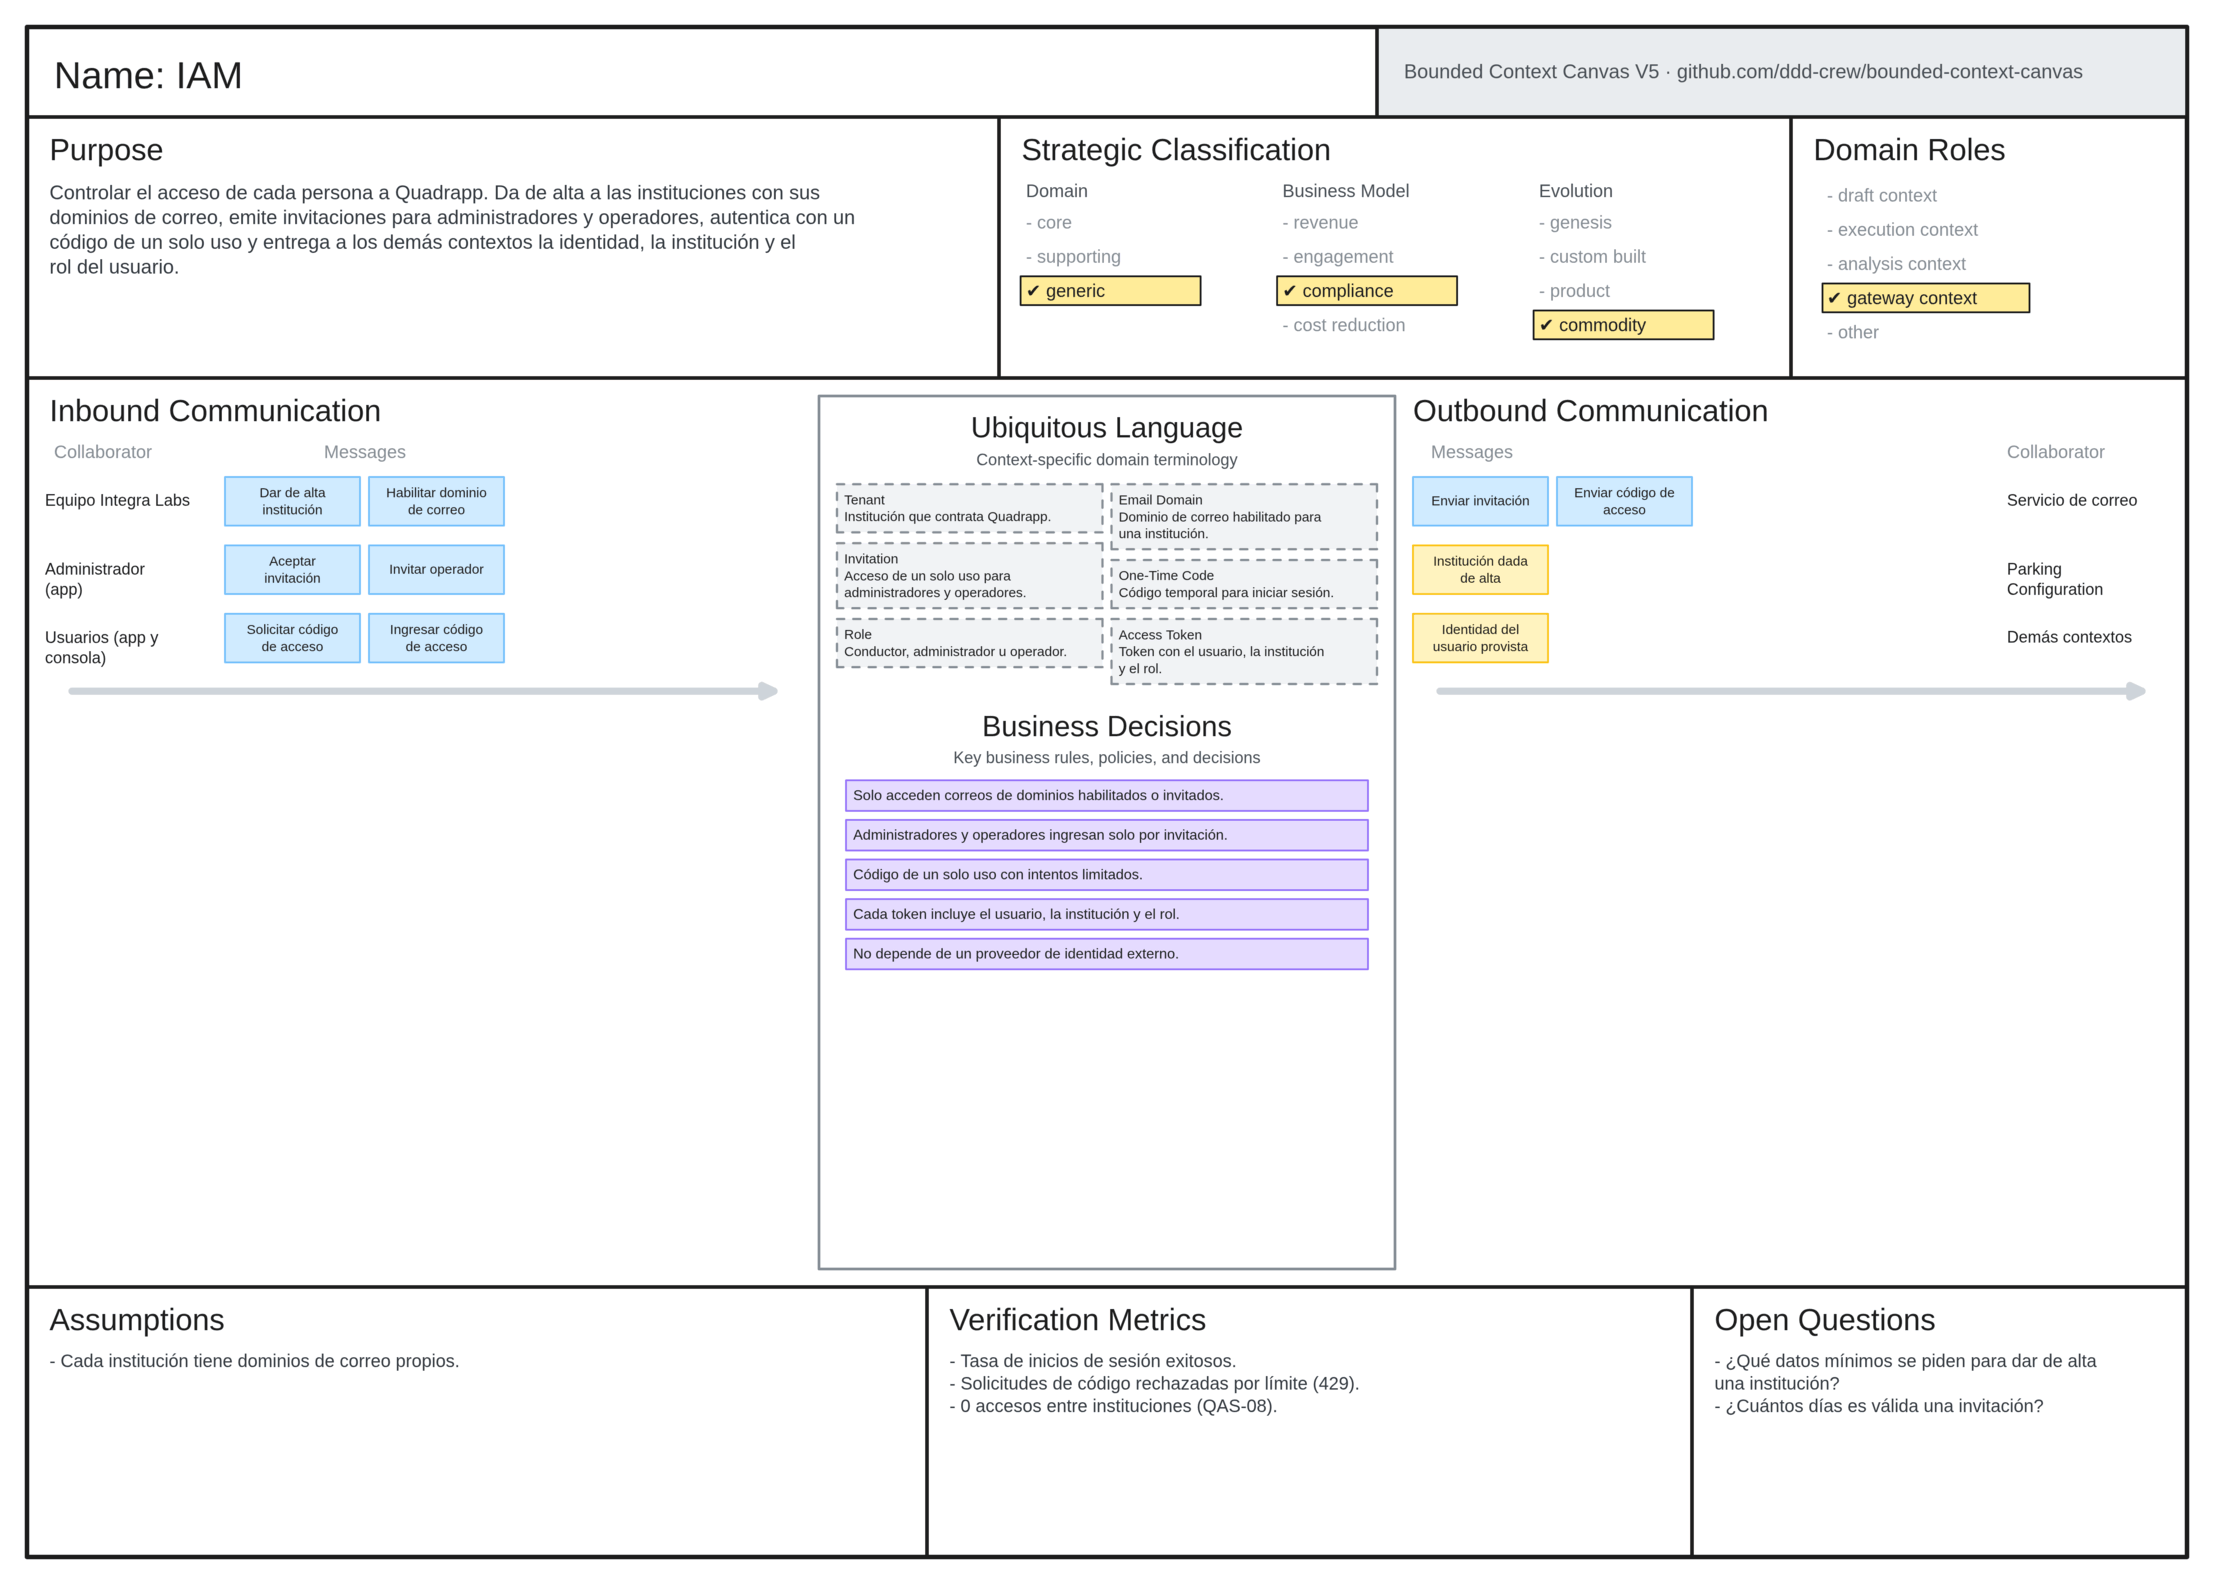 Name: IAM
Bounded Context Canvas V5 · github.com/ddd-crew/bounded-context-canvas
Purpose
Controlar el acceso de cada persona a Quadrapp. Da de alta a las instituciones con sus
dominios de correo, emite invitaciones para administradores y operadores, autentica con un
código de un solo uso y entrega a los demás contextos la identidad, la institución y el
rol del usuario.
Strategic Classification
Domain
- core
- supporting
✔ generic
Business Model
- revenue
- engagement
✔ compliance
- cost reduction
Evolution
- genesis
- custom built
- product
✔ commodity
Domain Roles
- draft context
- execution context
- analysis context
✔ gateway context
- other
Inbound Communication
Collaborator
Messages
Equipo Integra Labs
Dar de alta
institución
Habilitar dominio
de correo
Administrador
(app)
Aceptar
invitación
Invitar operador
Usuarios (app y
consola)
Solicitar código
de acceso
Ingresar código
de acceso
Ubiquitous Language
Context-specific domain terminology
Tenant
Institución que contrata Quadrapp.
Email Domain
Dominio de correo habilitado para
una institución.
Invitation
Acceso de un solo uso para
administradores y operadores.
One-Time Code
Código temporal para iniciar sesión.
Role
Conductor, administrador u operador.
Access Token
Token con el usuario, la institución
y el rol.
Business Decisions
Key business rules, policies, and decisions
Solo acceden correos de dominios habilitados o invitados.
Administradores y operadores ingresan solo por invitación.
Código de un solo uso con intentos limitados.
Cada token incluye el usuario, la institución y el rol.
No depende de un proveedor de identidad externo.
Outbound Communication
Messages
Collaborator
Enviar invitación
Enviar código de
acceso
Servicio de correo
Institución dada
de alta
Parking
Configuration
Identidad del
usuario provista
Demás contextos
Assumptions
- Cada institución tiene dominios de correo propios.
Verification Metrics
- Tasa de inicios de sesión exitosos.
- Solicitudes de código rechazadas por límite (429).
- 0 accesos entre instituciones (QAS-08).
Open Questions
- ¿Qué datos mínimos se piden para dar de alta
una institución?
- ¿Cuántos días es válida una invitación?